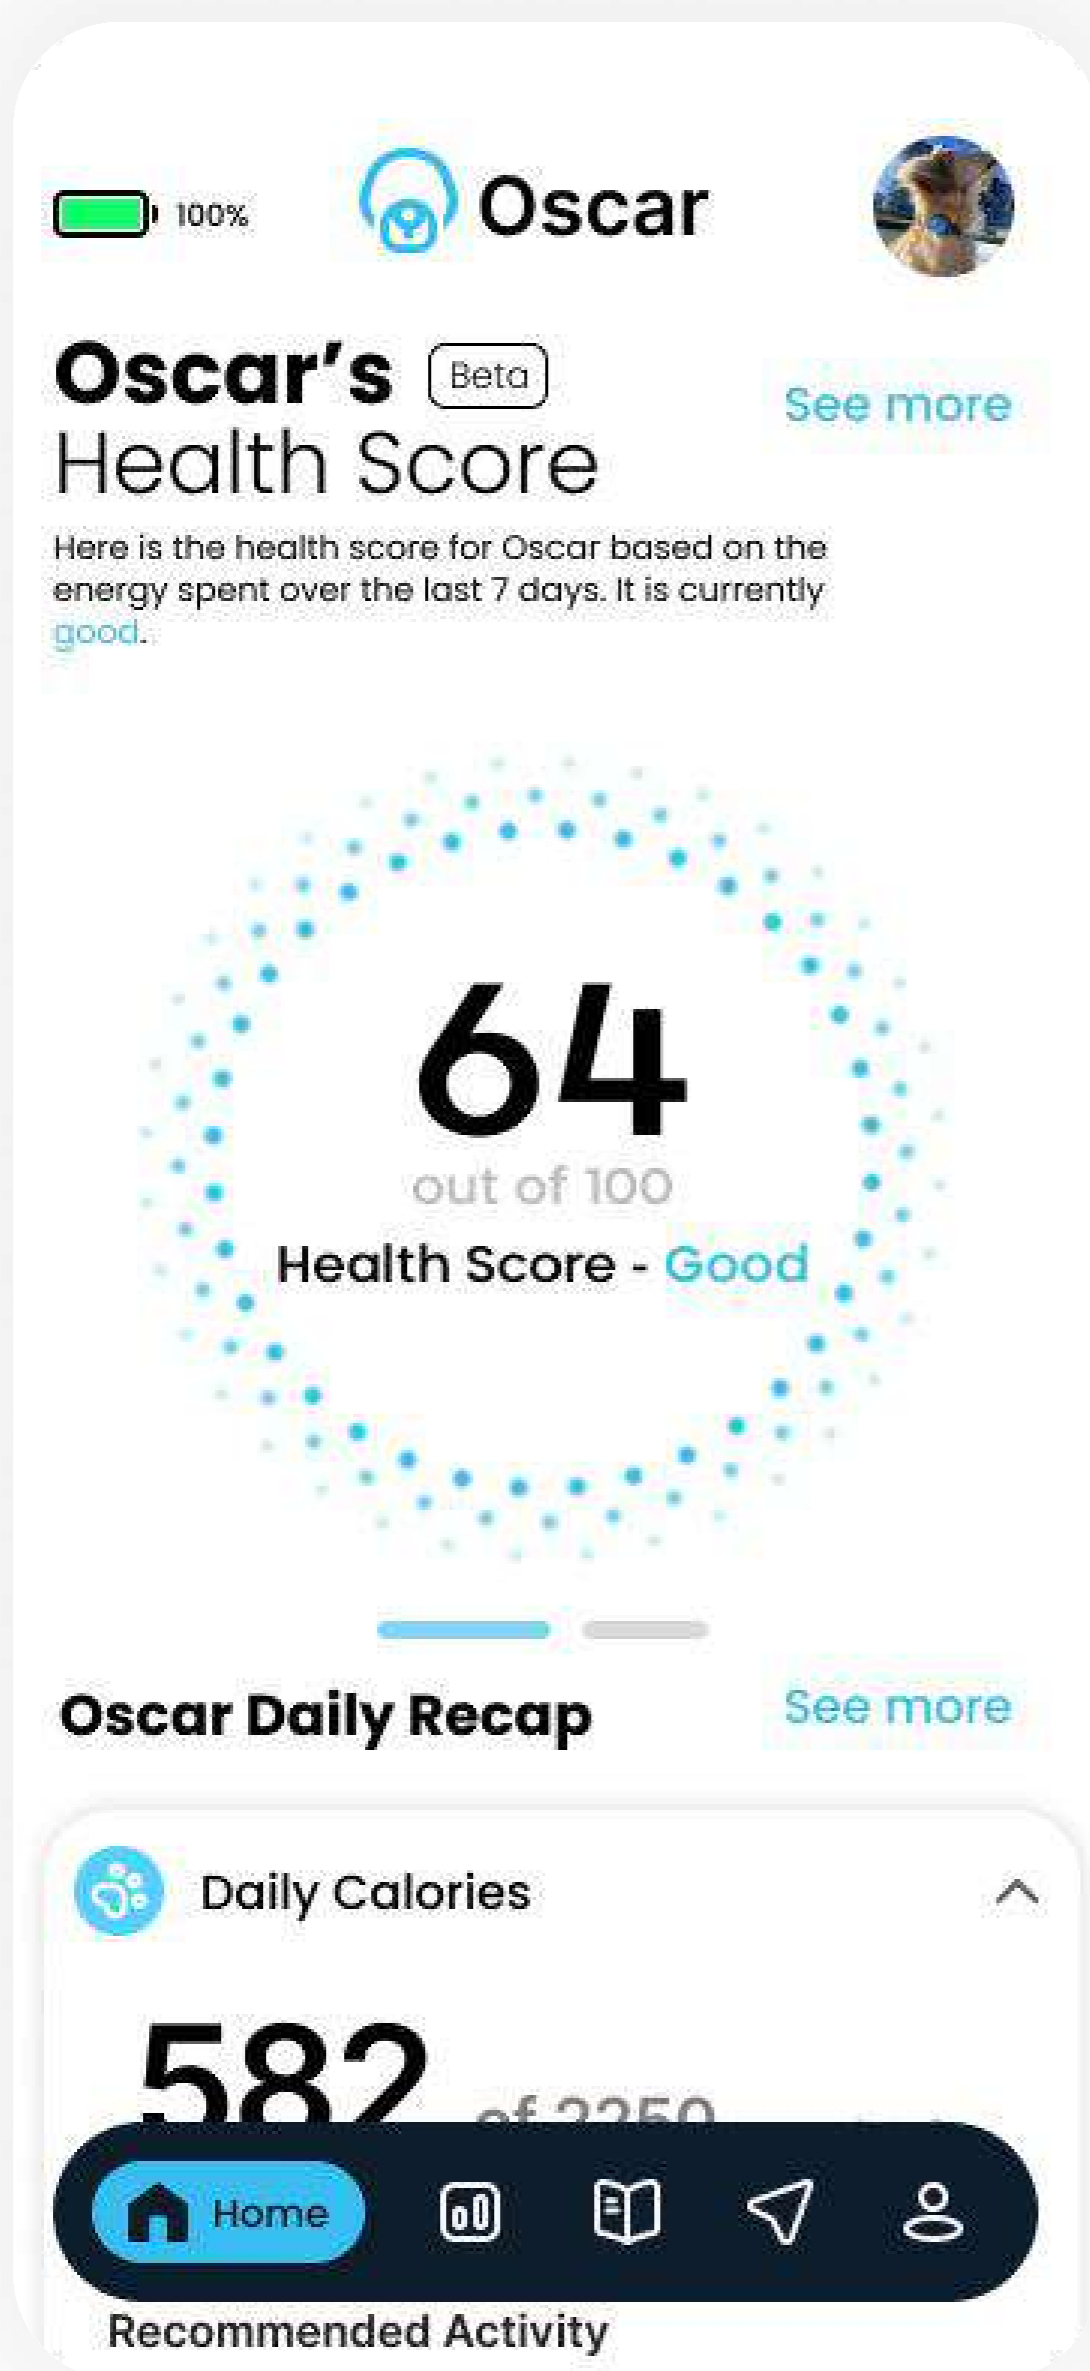 100%
Oscar
Oscar’s Beta
See more
Health Score
Here is the health score for Oscar based on the
energy spent over the last 7 days. It is currently
good.
64
out of 100
Health Score - Good
Oscar Daily Recap
See more
Daily Calories
582 of 2250
Home
Recommended Activity